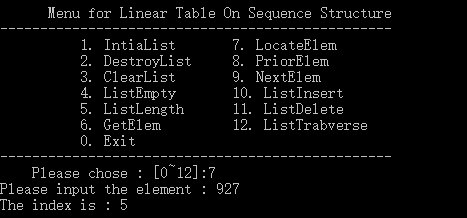 Menu for Linear Table On Sequence Structure
-------------------------------------------------
1. IntiaList 7. LocateElem
2. DestroyList 8. PriorElem
3. ClearList 9. NextElem
4. ListEmpty 10. ListInsert
5. ListLength 11. ListDelete
6. GetElem 12. ListTrabverse
0. Exit
-------------------------------------------------
Please chose : [0~12]:7
Please input the element : 927
The index is : 5